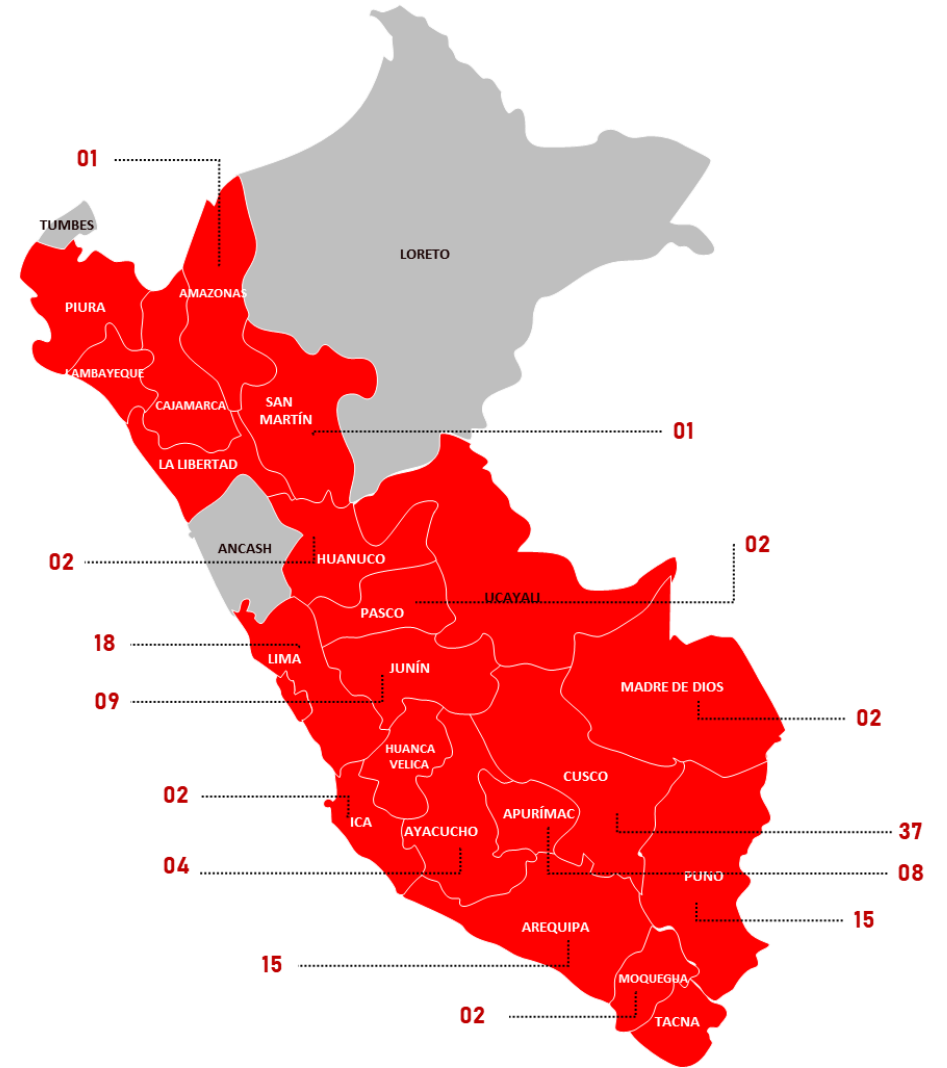 01
TUMBES
LORETO
AMAZONAS
PIURA
LAMBAYEQUE
SAN
MARTÍN
CAJAMARCA
01
LA LIBERTAD
ANCASH
02
HUANUCO
02
UCAYALI
PASCO
18
LIMA
JUNÍN
MADRE DE DIOS
09
02
HUANCA
VELICA
CUSCO
02
ICA
APURÍMAC
AYACUCHO
37
04
08
PUNO
15
AREQUIPA
15
MOQUEGUA
02
TACNA